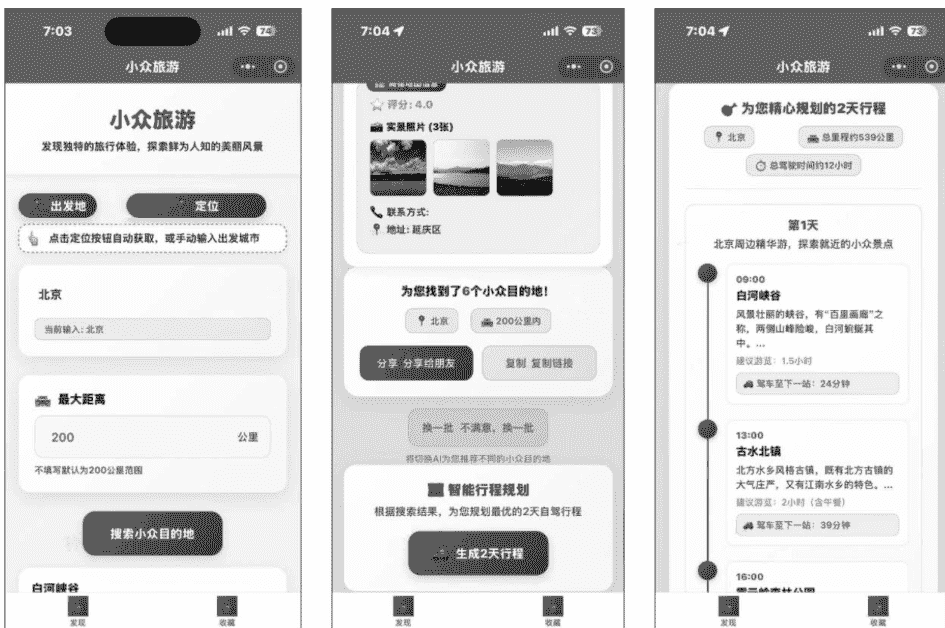 7:03
74
小众旅游
小众旅游
发现独特的旅行体验，探索鲜为人知的美丽风景
出发地
定位
点击定位按钮自动获取，或手动输入出发城市
北京
当前输入：北京
最大距离
200
公里
不填写默认为200公里范围
搜索小众目的地
白河峡谷
发现
收藏
7:04
73
小众旅游
评分：4.0
实景照片 (3张)
联系方式：
地址：延庆区
为您找到了6个小众目的地！
北京
200公里内
分享 分享给朋友
复制 复制链接
换一批 不满意，换一批
将切换AI为您推荐不同的小众目的地
智能行程规划
根据搜索结果，为您规划最优的2天自驾行程
生成2天行程
发现
收藏
7:04
73
小众旅游
为您精心规划的2天行程
北京
总里程约539公里
总驾驶时间约12小时
第1天
北京周边精华游，探索就近的小众景点
09:00
白河峡谷
风景壮丽的峡谷，有“百里画廊”之
称，两侧山峰险峻，白河蜿蜒其
中。...
建议游览：1.5小时
驾车至下一站：24分钟
13:00
古水北镇
北方水乡风格古镇，既有北方古镇的
大气庄严，又有江南水乡的特色。...
建议游览：2小时（含午餐）
驾车至下一站：39分钟
16:00
发现
收藏